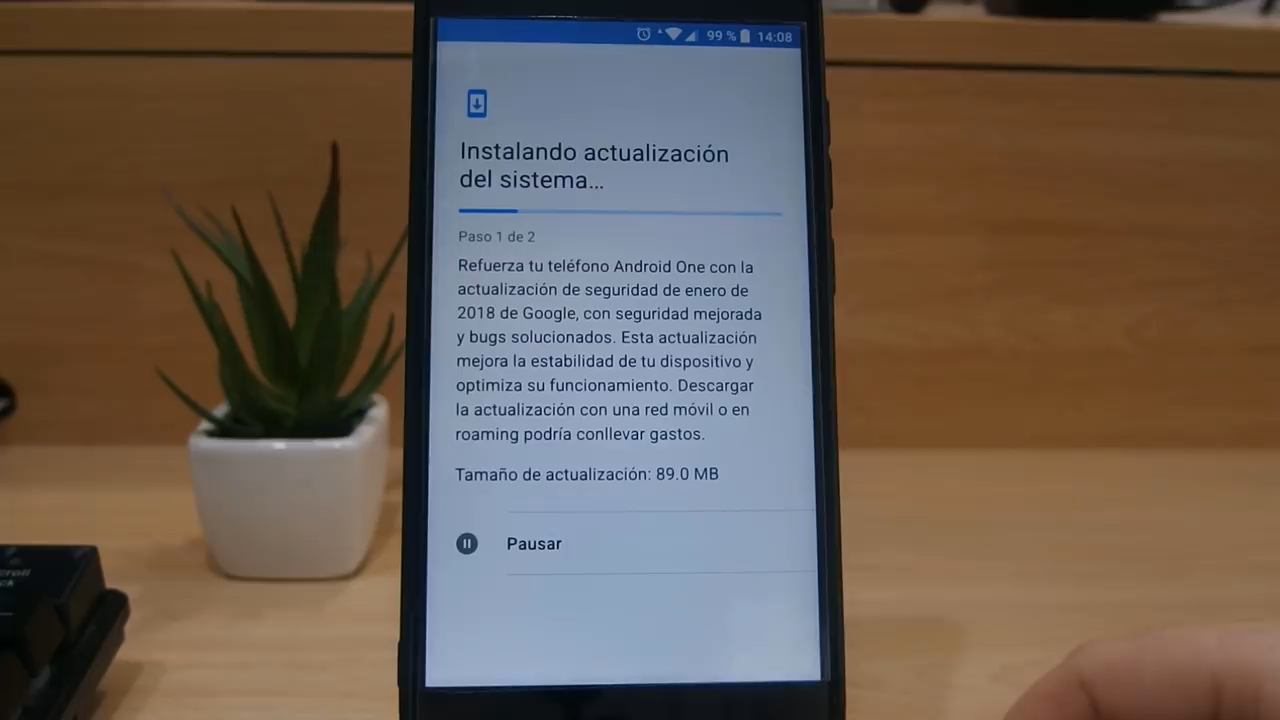 99 % 14:08
Instalando actualización
del sistema...
Paso 1 de 2
Refuerza tu teléfono Android One con la
actualización de seguridad de enero de
2018 de Google, con seguridad mejorada
y bugs solucionados. Esta actualización
mejora la estabilidad de tu dispositivo y
optimiza su funcionamiento. Descargar
la actualización con una red móvil o en
roaming podría conllevar gastos.
Tamaño de actualización: 89.0 MB
Pausar